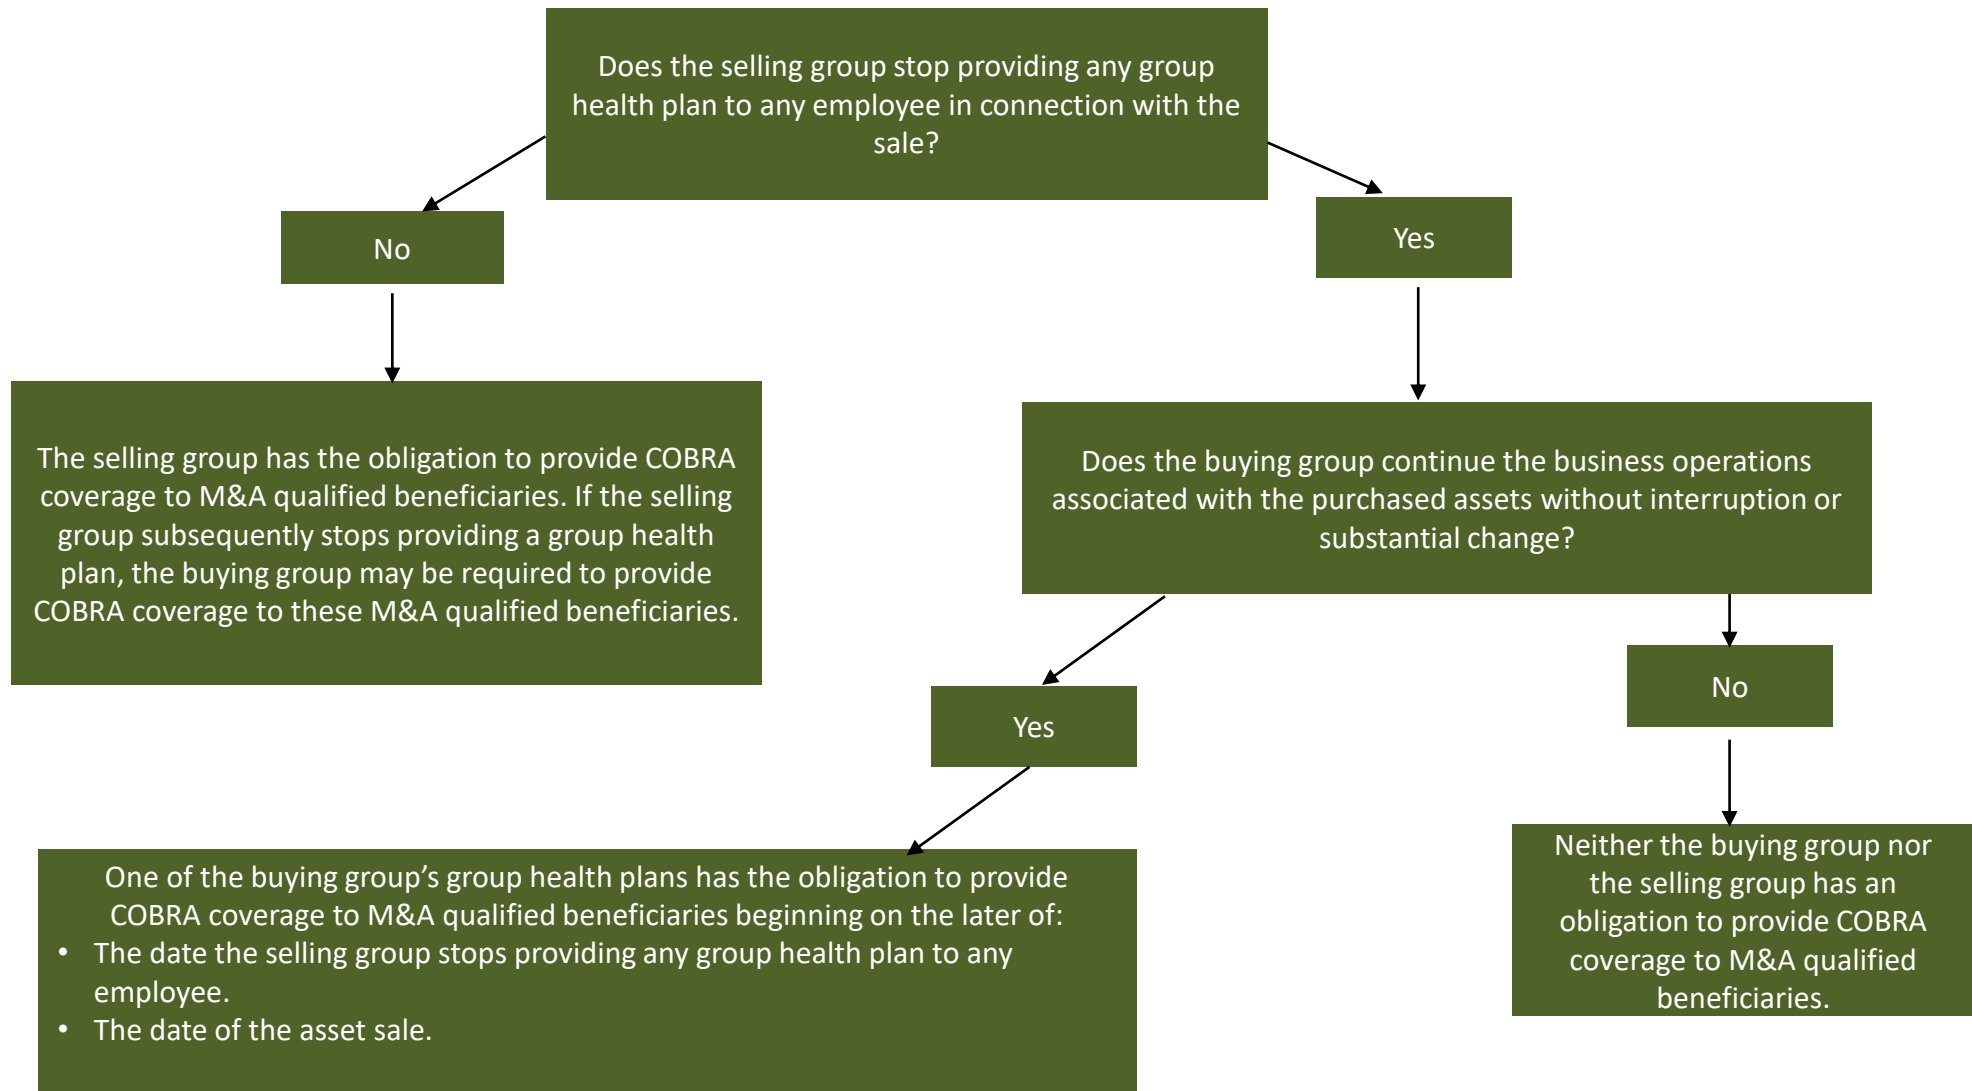 Does the selling group stop providing any group
health plan to any employee in connection with the
sale?
No
Yes
The selling group has the obligation to provide COBRA
coverage to M&A qualified beneficiaries. If the selling
group subsequently stops providing a group health
plan, the buying group may be required to provide
COBRA coverage to these M&A qualified beneficiaries.
Does the buying group continue the business operations
associated with the purchased assets without interruption or
substantial change?
Yes
No
One of the buying group’s group health plans has the obligation to provide
COBRA coverage to M&A qualified beneficiaries beginning on the later of:
• The date the selling group stops providing any group health plan to any
employee.
• The date of the asset sale.
Neither the buying group nor
the selling group has an
obligation to provide COBRA
coverage to M&A qualified
beneficiaries.